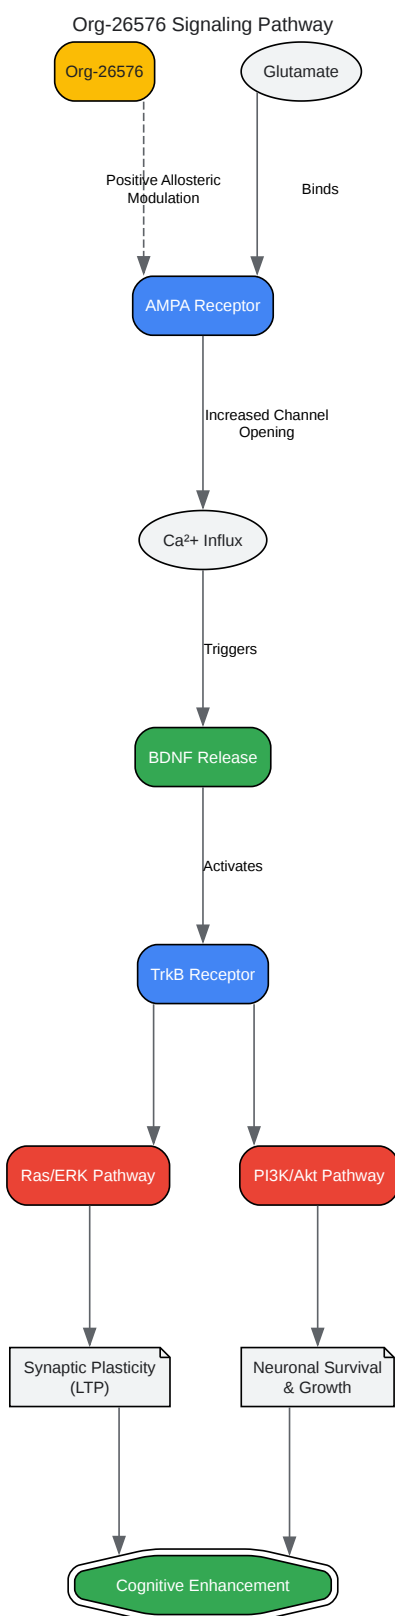 Org-26576 Signaling Pathway
Org-26576
Glutamate
Positive Allosteric
Modulation
Binds
AMPA Receptor
Increased Channel
Opening
Ca²+ Influx
Triggers
BDNF Release
Activates
TrkB Receptor
Ras/ERK Pathway
PI3K/Akt Pathway
Synaptic Plasticity
(LTP)
Neuronal Survival
& Growth
Cognitive Enhancement